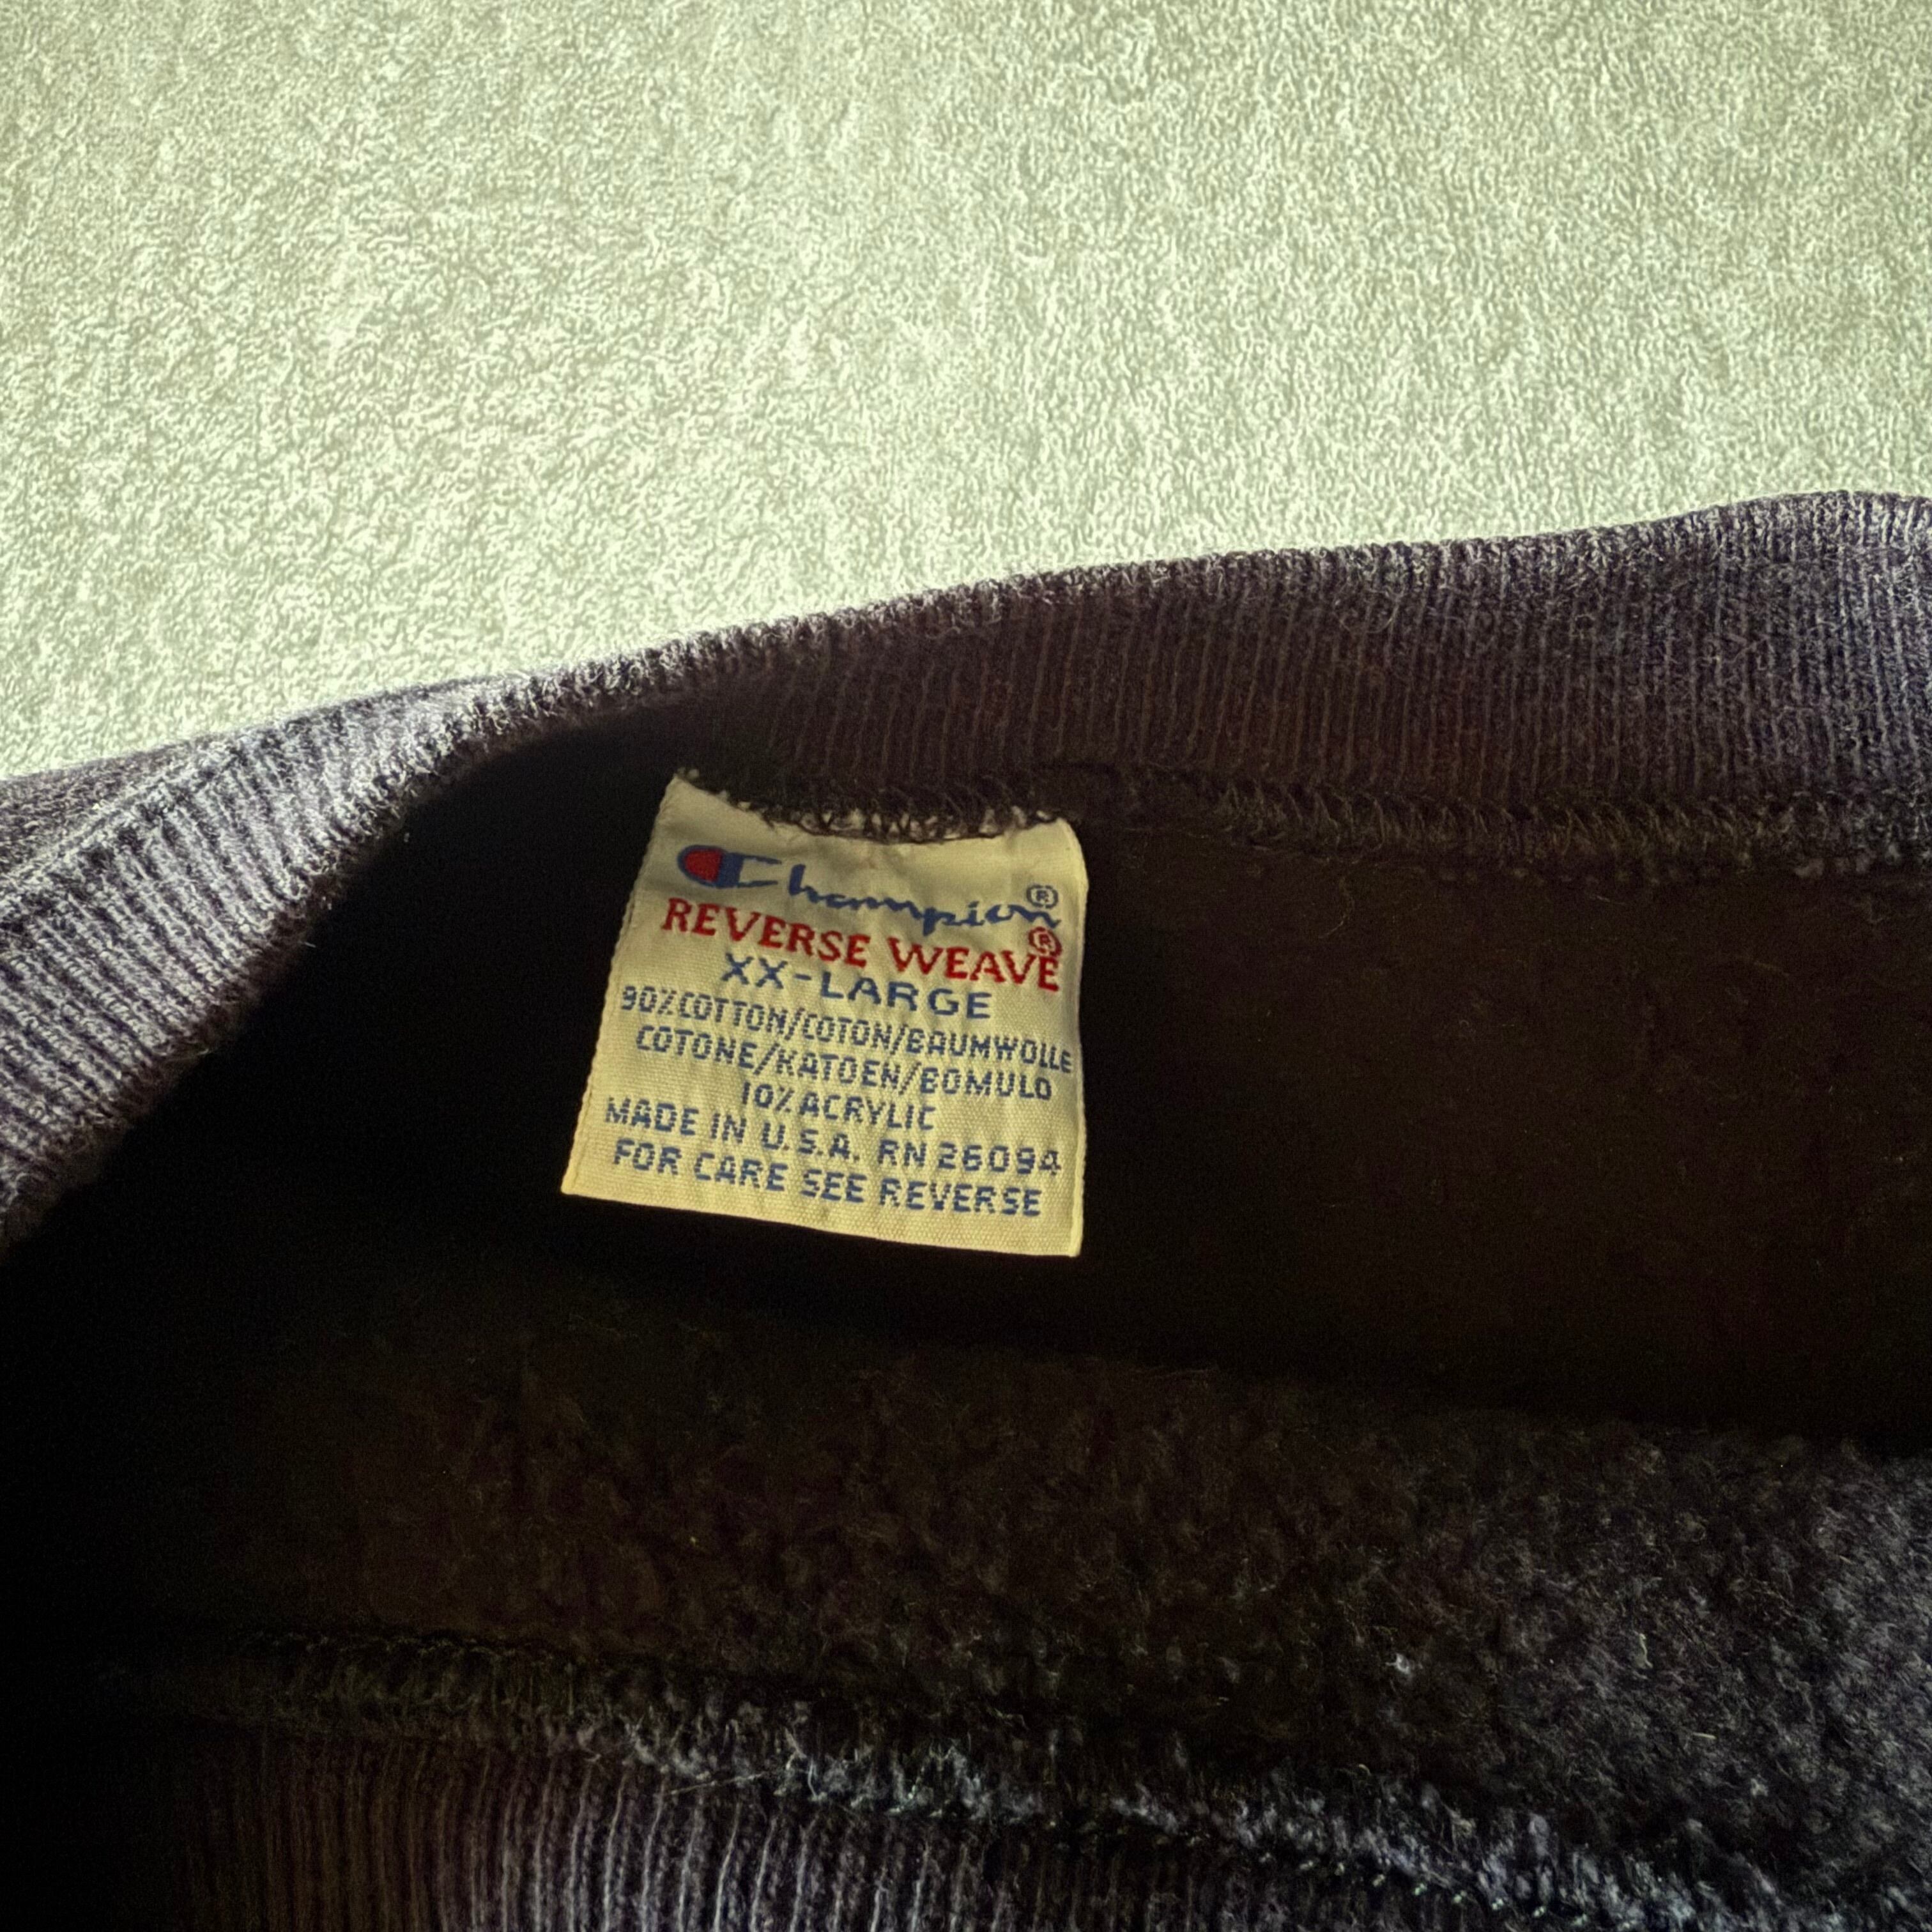 Champion®
REVERSE WEAVE®
XX-LARGE
90% COTTON/COTON/BAUMWOLLE
COTONE/KATOEN/BOMULD
10% ACRYLIC
MADE IN U.S.A. RN 26094
FOR CARE SEE REVERSE